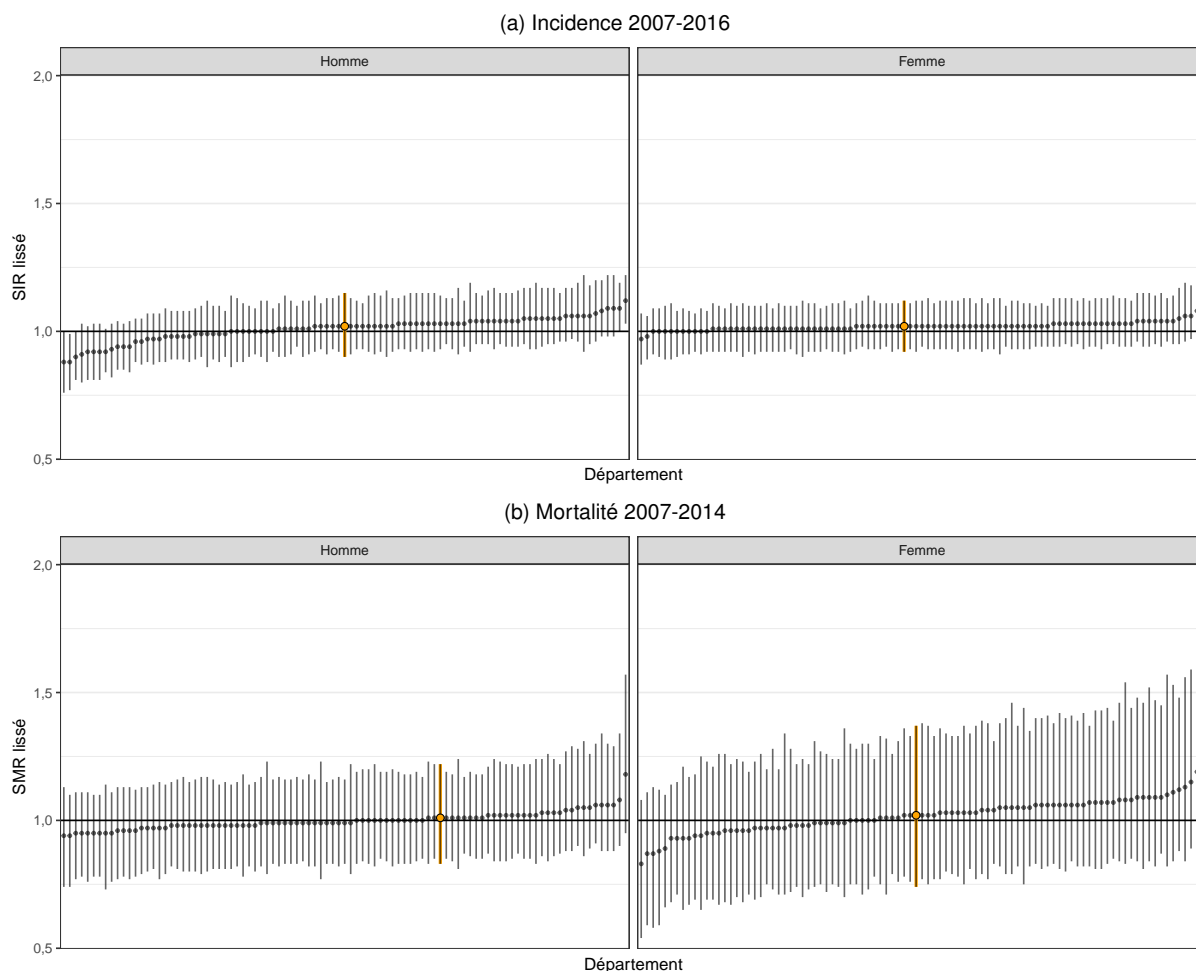 (a) Incidence 2007-2016
Homme
Femme
SIR lissé
2,0
1,5
1,0
0,5
Département
(b) Mortalité 2007-2014
Homme
Femme
SMR lissé
2,0
1,5
1,0
0,5
Département